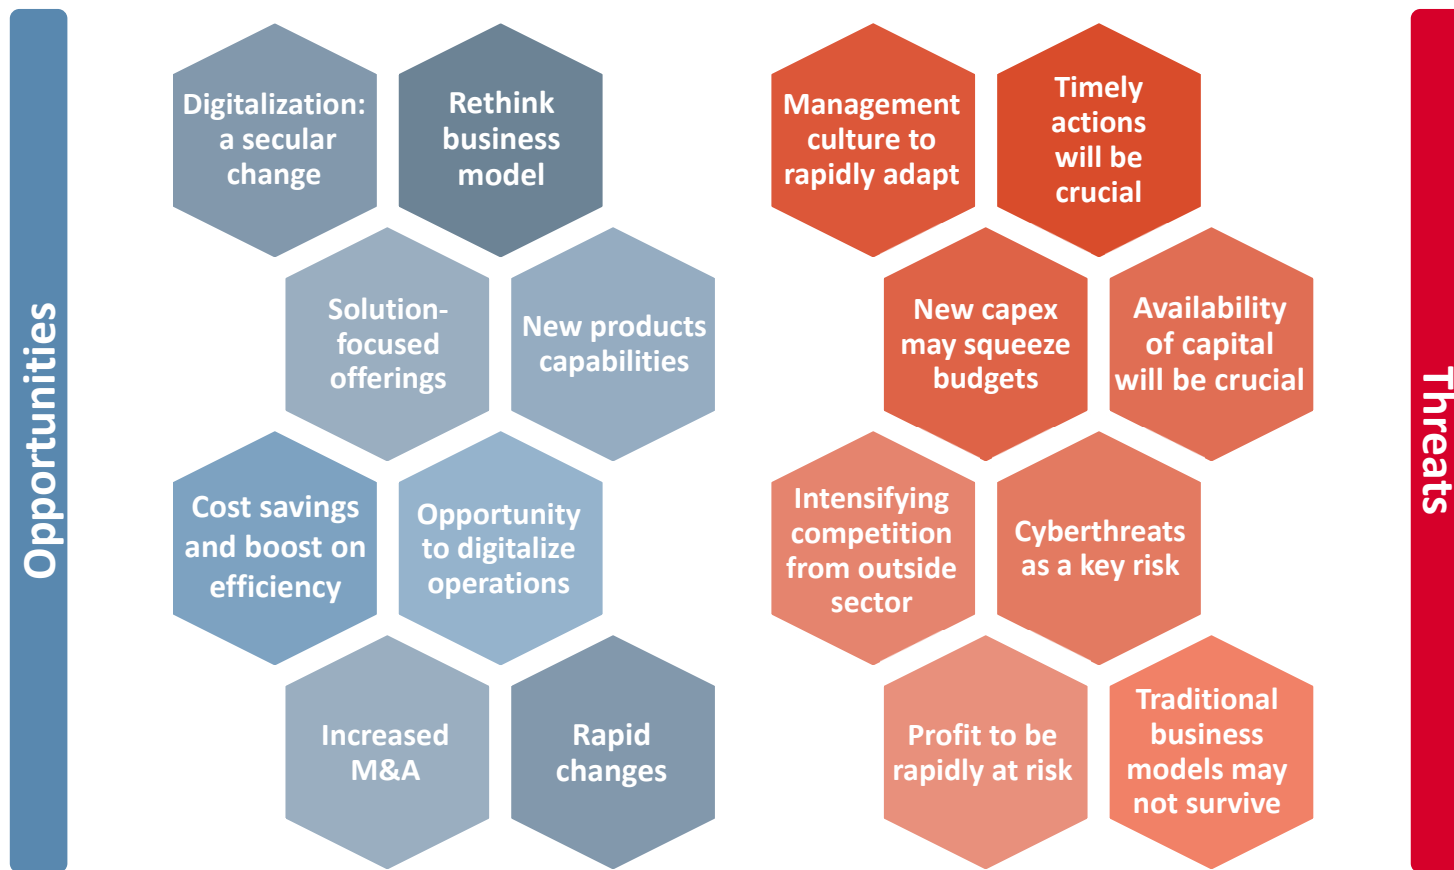 Opportunities
Digitalization:
a secular
change
Rethink
business
model
Solution-
focused
offerings
New products
capabilities
Cost savings
and boost on
efficiency
Opportunity
to digitalize
operations
Increased
M&A
Rapid
changes
Management
culture to
rapidly adapt
Timely
actions
will be
crucial
New capex
may squeeze
budgets
Availability
of capital
will be crucial
Intensifying
competition
from outside
sector
Cyberthreats
as a key risk
Profit to be
rapidly at risk
Traditional
business
models may
not survive
Threats